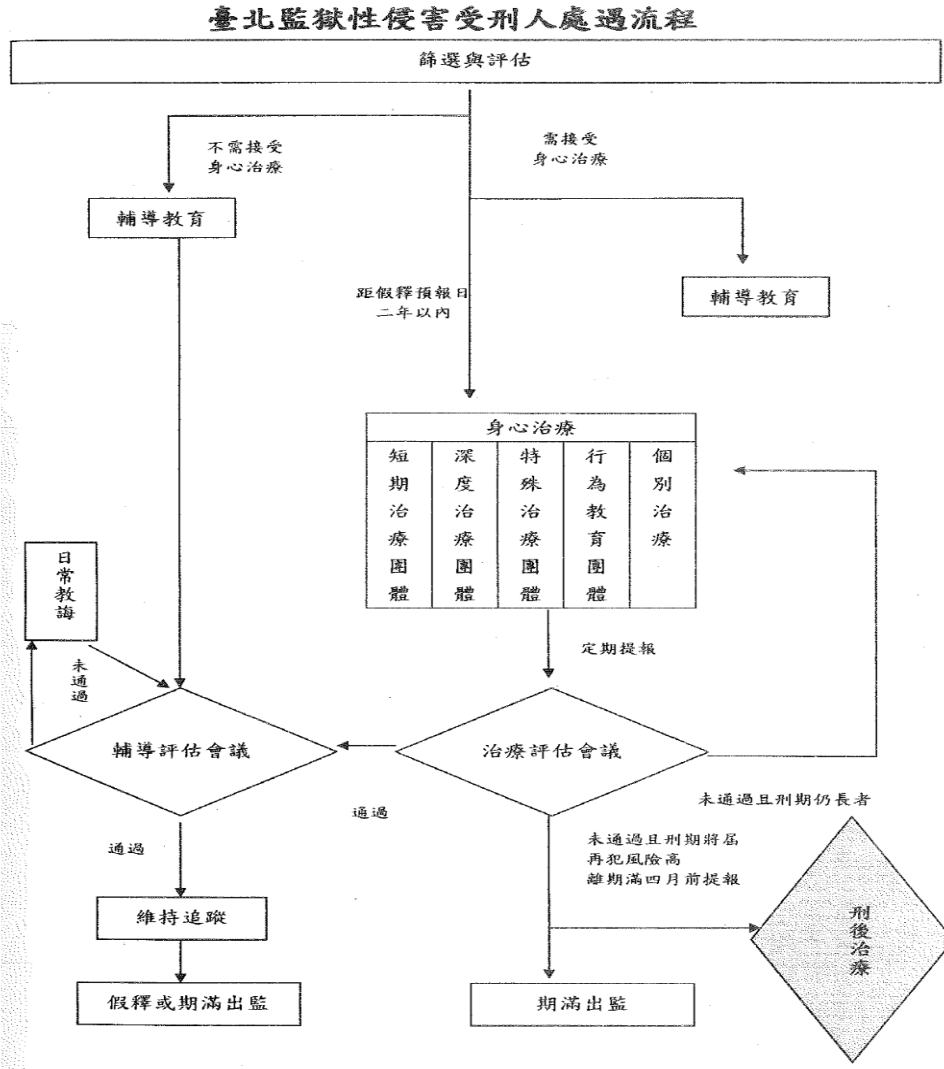 臺北監獄性侵害受刑人處遇流程
篩選與評估
不需接受
身心治療
需接受
身心治療
輔導教育
輔導教育
距假釋預報日
二年以內
身心治療
短期治療團體
深度治療團體
特殊治療團體
行為教育團體
個別治療
日常教誨
未通過
定期提報
輔導評估會議
治療評估會議
通過
未通過且刑期仍長者
通過
未通過且刑期將屆
再犯風險高
離期滿四月前提報
刑後治療
維持追蹤
假釋或期滿出監
期滿出監